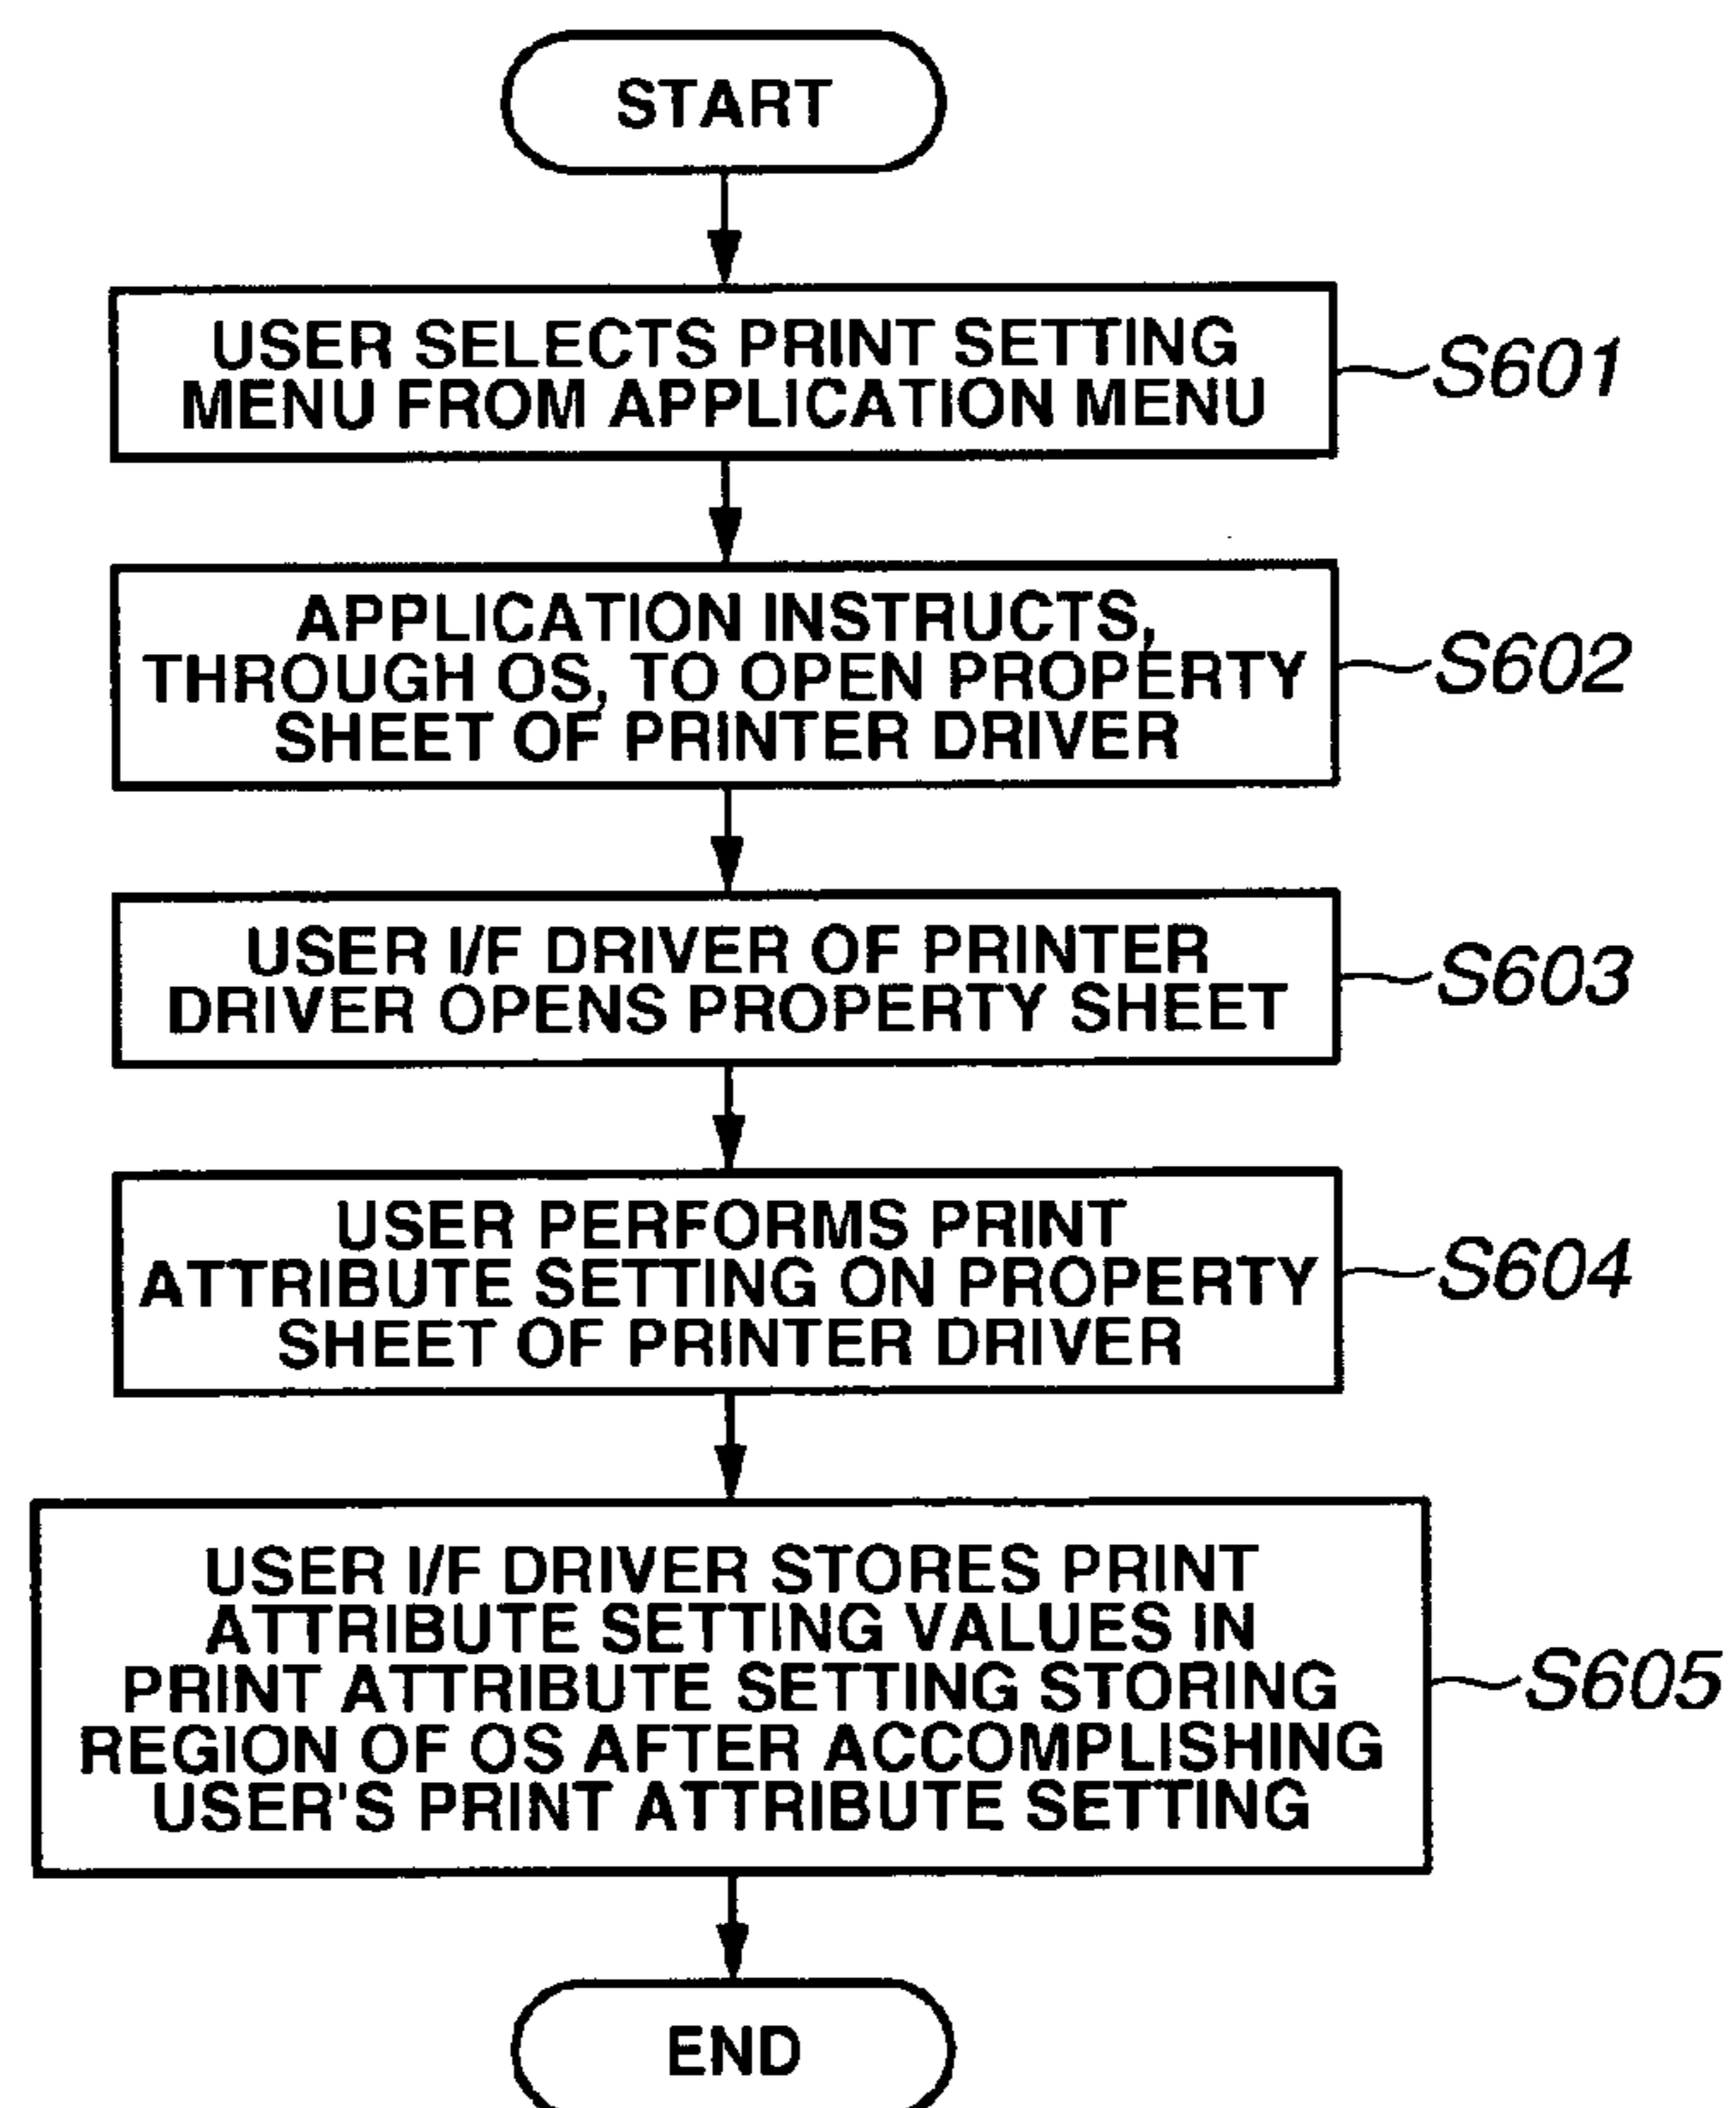 START
USER SELECTS PRINT SETTING
MENU FROM APPLICATION MENU
S601
APPLICATION INSTRUCTS,
THROUGH OS, TO OPEN PROPERTY
SHEET OF PRINTER DRIVER
S602
USER I/F DRIVER OF PRINTER
DRIVER OPENS PROPERTY SHEET
S603
USER PERFORMS PRINT
ATTRIBUTE SETTING ON PROPERTY
SHEET OF PRINTER DRIVER
S604
USER I/F DRIVER STORES PRINT
ATTRIBUTE SETTING VALUES IN
PRINT ATTRIBUTE SETTING STORING
REGION OF OS AFTER ACCOMPLISHING
USER'S PRINT ATTRIBUTE SETTING
S605
END